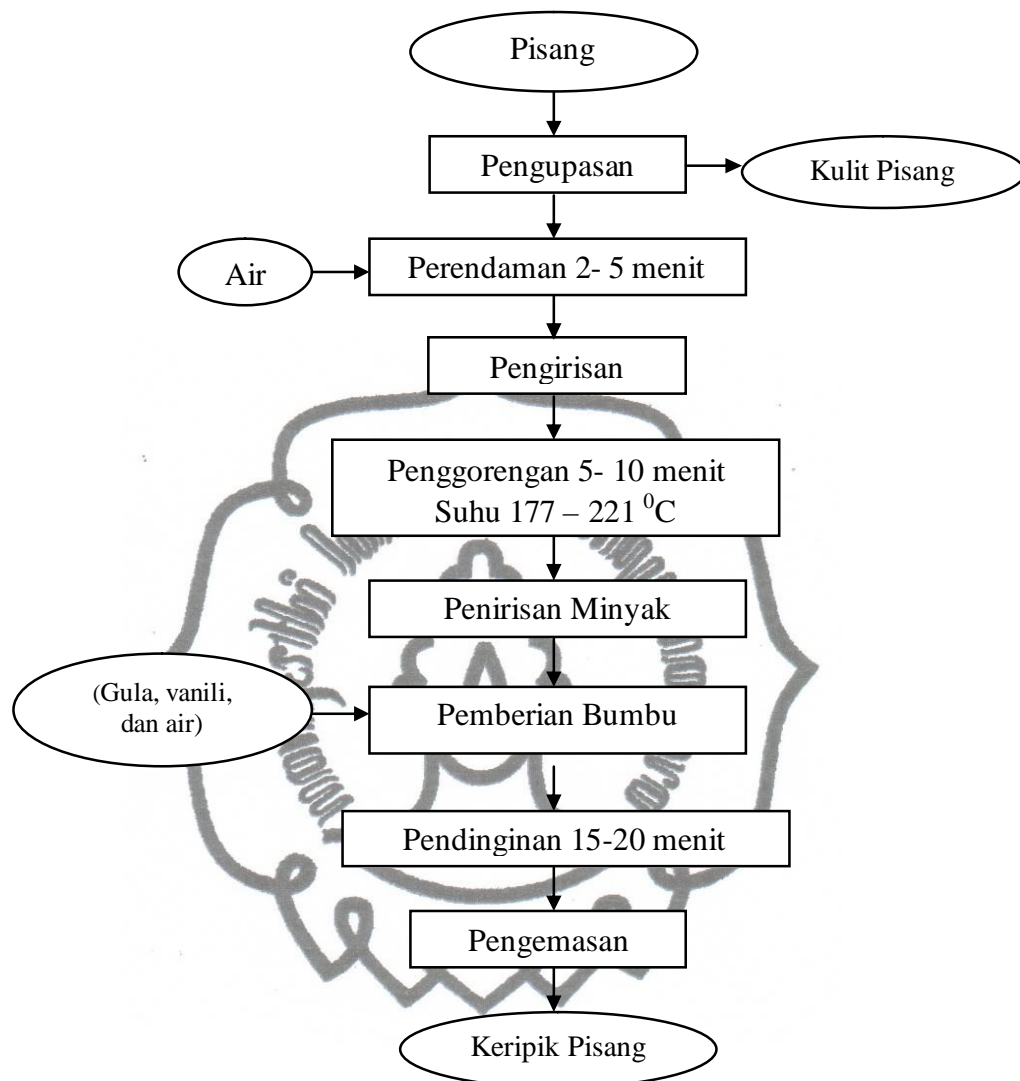 Pisang
Pengupasan
Kulit Pisang
Air
Perendaman 2- 5 menit
Pengirisan
Penggorengan 5- 10 menit
Suhu 177 – 221 ⁰C
Penirisan Minyak
(Gula, vanili,
dan air)
Pemberian Bumbu
Pendinginan 15-20 menit
Pengemasan
Keripik Pisang